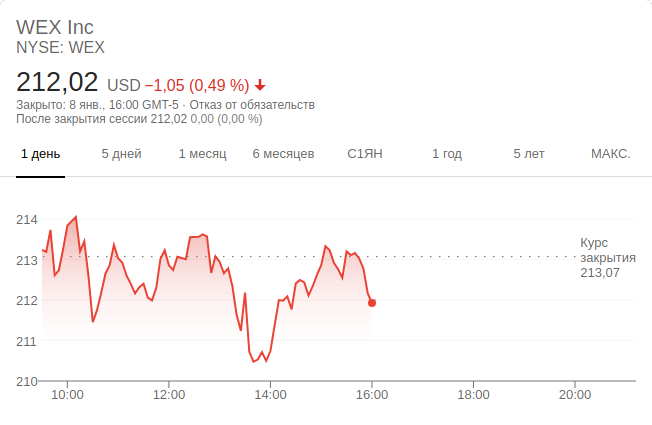 WEX Inc
NYSE: WEX
212,02 USD −1,05 (0,49 %)
Закрыто: 8 янв., 16:00 GMT-5 · Отказ от обязательств
После закрытия сессии 212,02 0,00 (0,00 %)
1 день 5 дней 1 месяц 6 месяцев С1ЯН 1 год 5 лет МАКС.
214
Курс
213 закрытия
213,07
212
211
210
10:00 12:00 14:00 16:00 18:00 20:00